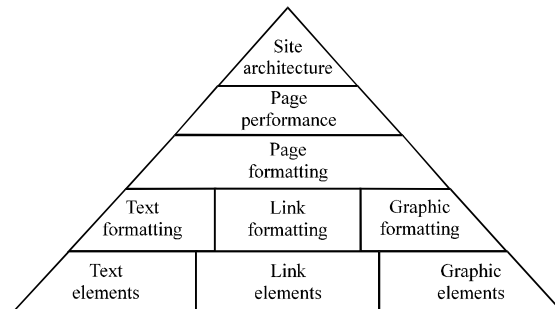 Site
architecture
Page
performance
Page
formatting
Text
formatting
Link
formatting
Graphic
formatting
Text
elements
Link
elements
Graphic
elements